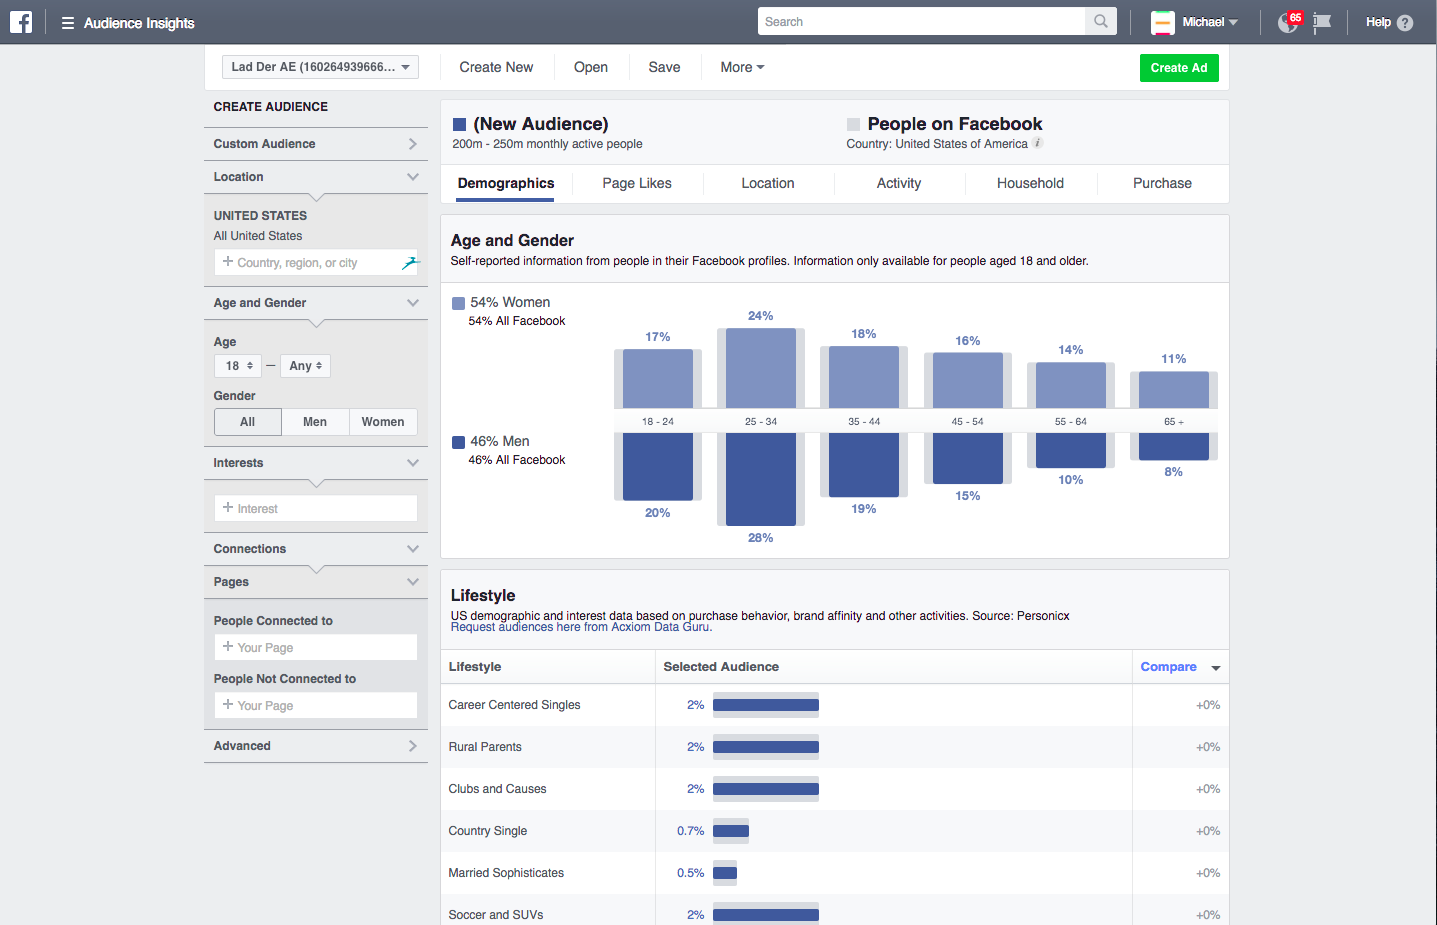 f
Audience Insights
Search
Michael
65
Help ?
Lad Der AE (160264939666...
Create New
Open
Save
More
Create Ad
CREATE AUDIENCE
Custom Audience
Location
UNITED STATES
All United States
+ Country, region, or city
Age and Gender
Age
18 — Any
Gender
All Men Women
Interests
+ Interest
Connections
Pages
People Connected to
+ Your Page
People Not Connected to
+ Your Page
Advanced
(New Audience)
200m - 250m monthly active people
People on Facebook
Country: United States of America i
Demographics Page Likes Location Activity Household Purchase
Age and Gender
Self-reported information from people in their Facebook profiles. Information only available for people aged 18 and older.
54% Women
54% All Facebook
17% 24% 18% 16% 14% 11%
18 - 24 25 - 34 35 - 44 45 - 54 55 - 64 65 +
46% Men
46% All Facebook
20% 28% 19% 15% 10% 8%
Lifestyle
US demographic and interest data based on purchase behavior, brand affinity and other activities. Source: Personicx
Request audiences here from Acxiom Data Guru.
Lifestyle Selected Audience Compare
Career Centered Singles 2% +0%
Rural Parents 2% +0%
Clubs and Causes 2% +0%
Country Single 0.7% +0%
Married Sophisticates 0.5% +0%
Soccer and SUVs 2% +0%